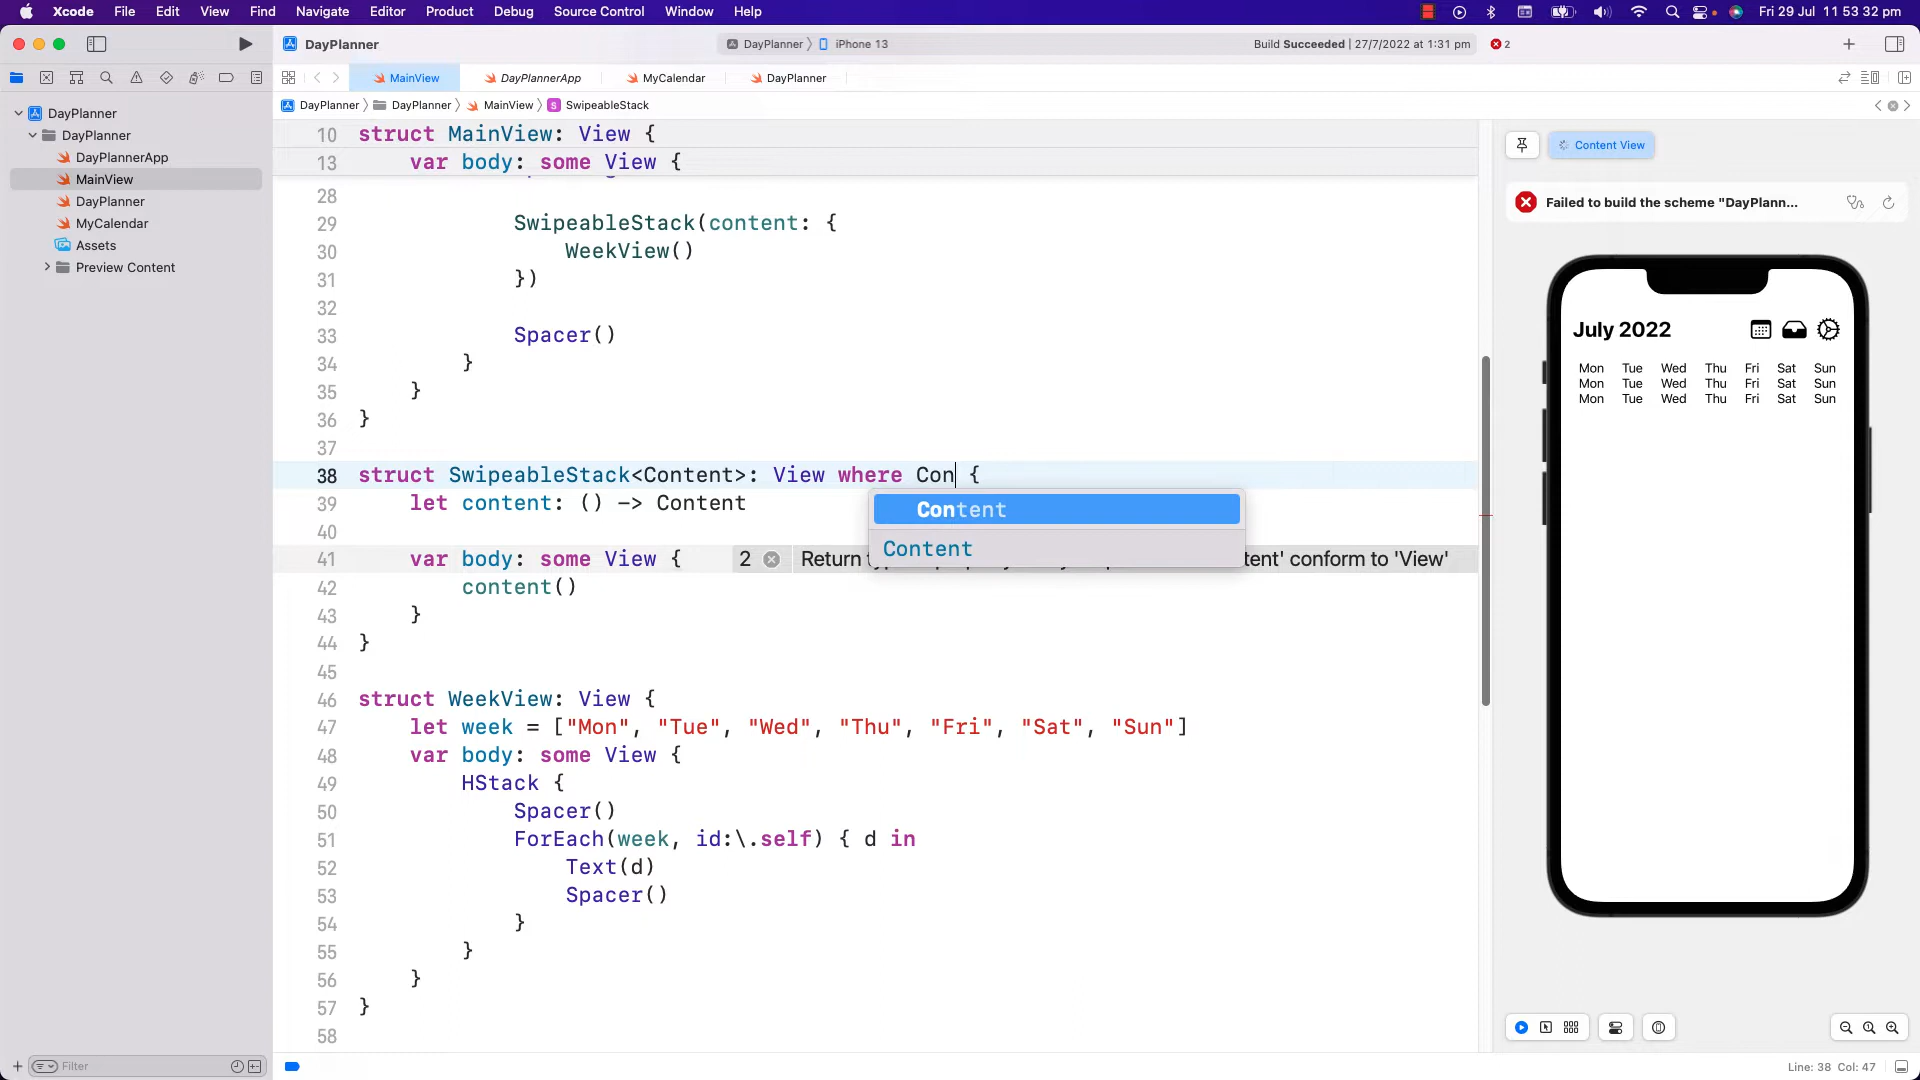 Xcode File Edit View Find Navigate Editor Product Debug Source Control Window Help Fri 29 Jul 11 53 32 pm
DayPlanner DayPlanner iPhone 13 Build Succeeded | 27/7/2022 at 1:31 pm 2
MainView DayPlannerApp MyCalendar DayPlanner
DayPlanner DayPlanner MainView S SwipeableStack
DayPlanner
DayPlanner
DayPlannerApp
MainView
DayPlanner
MyCalendar
Assets
Preview Content
Filter
10 struct MainView: View {
13 var body: some View {
28
29 SwipeableStack(content: {
30 WeekView()
31 })
32
33 Spacer()
34 }
35 }
36 }
37
38 struct SwipeableStack<Content>: View where Con {
39 let content: () -> Content
Content
Content
40
41 var body: some View { 2 Return tent' conform to 'View'
42 content()
43 }
44 }
45
46 struct WeekView: View {
47 let week = ["Mon", "Tue", "Wed", "Thu", "Fri", "Sat", "Sun"]
48 var body: some View {
49 HStack {
50 Spacer()
51 ForEach(week, id:\.self) { d in
52 Text(d)
53 Spacer()
54 }
55 }
56 }
57 }
58
Content View
Failed to build the scheme "DayPlann...
July 2022
Mon Tue Wed Thu Fri Sat Sun
Mon Tue Wed Thu Fri Sat Sun
Mon Tue Wed Thu Fri Sat Sun
Line: 38 Col: 47